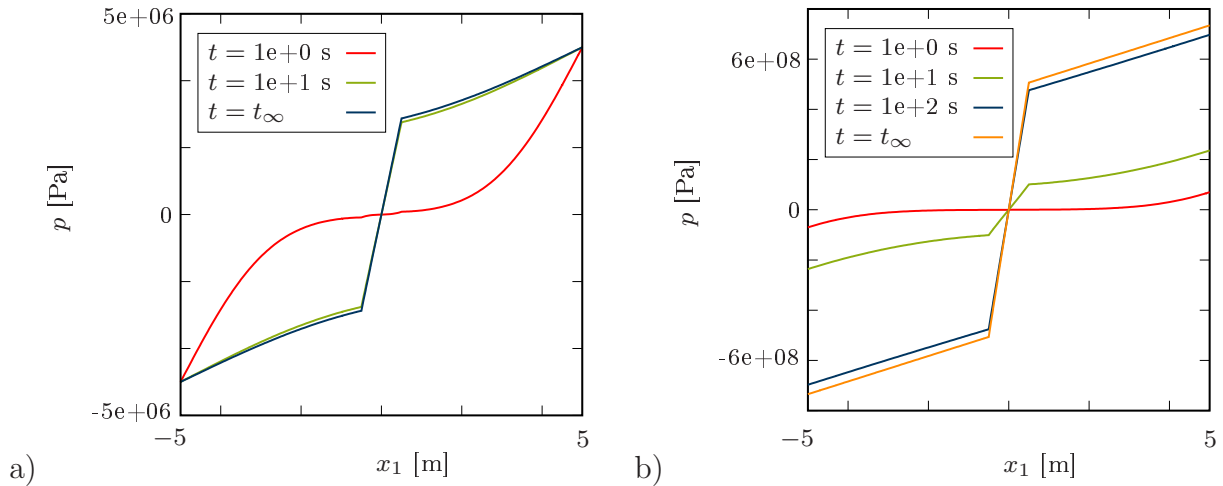 5e+06
t = 1e+0 s
t = 1e+1 s
t = t∞
p [Pa]
0
-5e+06
−5
5
x₁ [m]
a)
6e+08
t = 1e+0 s
t = 1e+1 s
t = 1e+2 s
t = t∞
p [Pa]
0
-6e+08
−5
5
x₁ [m]
b)